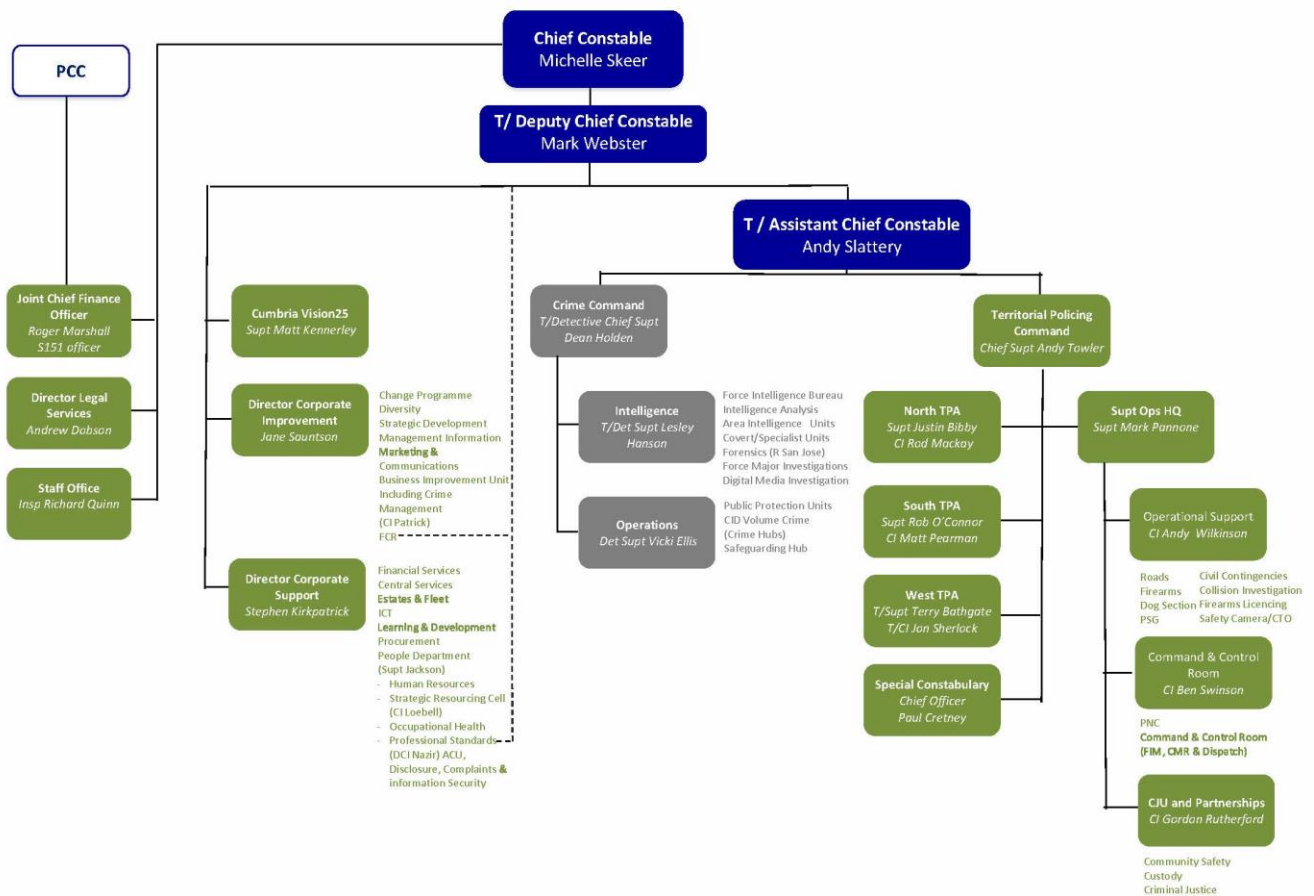 Chief Constable
Michelle Skeer
PCC
T/ Deputy Chief Constable
Mark Webster
T / Assistant Chief Constable
Andy Slattery
Joint Chief Finance
Officer
Roger Marshall
S151 officer
Director Legal
Services
Andrew Dobson
Staff Office
Insp Richard Quinn
Cumbria Vision25
Supt Matt Kennerley
Director Corporate
Improvement
Jane Sauntson
Change Programme
Diversity
Strategic Development
Management Information
Marketing &
Communications
Business Improvement Unit
Including Crime
Management
(CI Patrick)
FCR
Director Corporate
Support
Stephen Kirkpatrick
Financial Services
Central Services
Estates & Fleet
ICT
Learning & Development
Procurement
People Department
(Supt Jackson)
- Human Resources
- Strategic Resourcing Cell
(CI Loebell)
- Occupational Health
- Professional Standards
(DCI Nazir) ACU,
Disclosure, Complaints &
information Security
Crime Command
T/Detective Chief Supt
Dean Holden
Intelligence
T/Det Supt Lesley
Hanson
Force Intelligence Bureau
Intelligence Analysis
Area Intelligence Units
Covert/Specialist Units
Forensics (R San Jose)
Force Major Investigations
Digital Media Investigation
Operations
Det Supt Vicki Ellis
Public Protection Units
CID Volume Crime
(Crime Hubs)
Safeguarding Hub
Territorial Policing
Command
Chief Supt Andy Towler
North TPA
Supt Justin Bibby
CI Rod Mackay
South TPA
Supt Rob O'Connor
CI Matt Pearman
West TPA
T/Supt Terry Bathgate
T/CI Jon Sherlock
Special Constabulary
Chief Officer
Paul Cretney
Supt Ops HQ
Supt Mark Pannone
Operational Support
CI Andy Wilkinson
Roads
Firearms
Dog Section
PSG
Civil Contingencies
Collision Investigation
Firearms Licencing
Safety Camera/CTO
Command & Control
Room
CI Ben Swinson
PNC
Command & Control Room
(FIM, CMR & Dispatch)
CJU and Partnerships
CI Gordon Rutherford
Community Safety
Custody
Criminal Justice